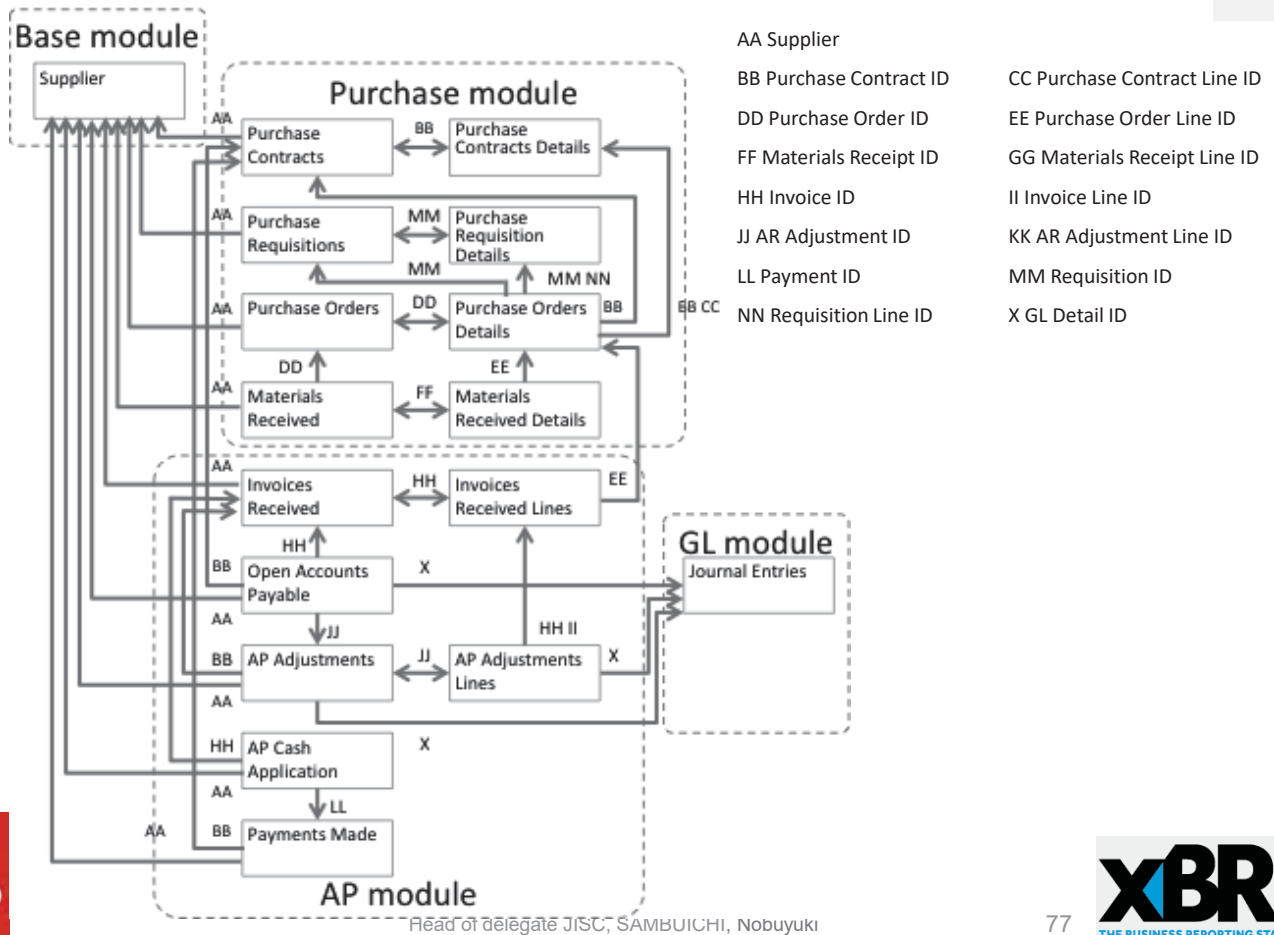 Base module
Supplier
Purchase module
AA
Purchase
Contracts
BB
Purchase
Contracts Details
AA
Purchase
Requisitions
MM
Purchase
Requisition
Details
MM
MM NN
AA
Purchase Orders
DD
Purchase Orders
Details
BB
BB CC
DD
EE
AA
Materials
Received
FF
Materials
Received Details
AA
Invoices
Received
HH
Invoices
Received Lines
EE
HH
BB
Open Accounts
Payable
X
AA
JJ
HH II
BB
AP Adjustments
JJ
AP Adjustments
Lines
X
AA
HH
AP Cash
Application
X
AA
LL
AA
BB
Payments Made
AP module
GL module
Journal Entries
AA Supplier
BB Purchase Contract ID
CC Purchase Contract Line ID
DD Purchase Order ID
EE Purchase Order Line ID
FF Materials Receipt ID
GG Materials Receipt Line ID
HH Invoice ID
II Invoice Line ID
JJ AR Adjustment ID
KK AR Adjustment Line ID
LL Payment ID
MM Requisition ID
NN Requisition Line ID
X GL Detail ID
Head of delegate JISC, SAMBUICHI, Nobuyuki
77
XBR
THE BUSINESS REPORTING STA